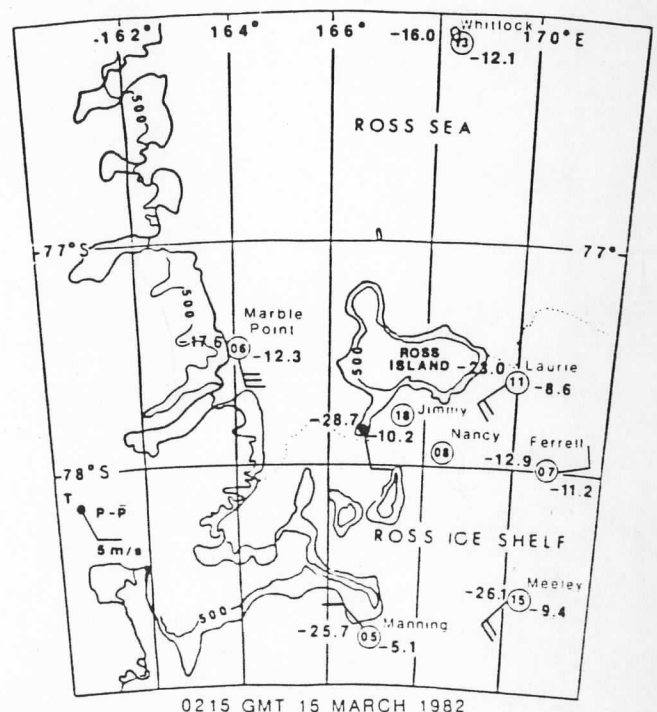 -162° 164° 166° -16.0 Whitlock 170° E
13
-12.1
ROSS SEA
500
77°S 77°
500
Marble
Point
-17.6 06 -12.3
500
ROSS
ISLAND -23.0 Laurie
11 -8.6
-28.7 18 Jimmy
-10.2
Nancy
08 Ferrell
-12.9 07
-11.2
78°S
T P-P̄
5 m/s
ROSS ICE SHELF
500
-26.1 Meeley
15
-9.4
Manning
-25.7 05 -5.1
0215 GMT 15 MARCH 1982